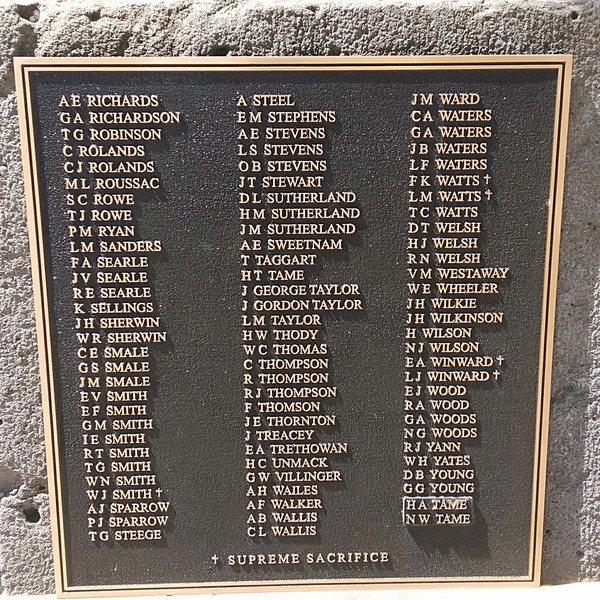 A E RICHARDS
G A RICHARDSON
T G ROBINSON
C ROLANDS
C J ROLANDS
M L ROUSSAC
S C ROWE
T J ROWE
P M RYAN
L M SANDERS
F A SEARLE
J V SEARLE
R E SEARLE
K SELLINGS
J H SHERWIN
W R SHERWIN
C E SMALE
G S SMALE
J M SMALE
E V SMITH
E F SMITH
G M SMITH
I E SMITH
R T SMITH
T G SMITH
W N SMITH
W J SMITH †
A J SPARROW
P J SPARROW
T G STEEGE
A STEEL
E M STEPHENS
A E STEVENS
L S STEVENS
O B STEVENS
J T STEWART
D L SUTHERLAND
H M SUTHERLAND
J M SUTHERLAND
A E SWEETNAM
T TAGGART
H T TAME
J GEORGE TAYLOR
J GORDON TAYLOR
L M TAYLOR
H W THODY
W C THOMAS
C THOMPSON
R THOMPSON
R J THOMPSON
F THOMSON
J E THORNTON
J TREACEY
E A TRETHOWAN
H C UNMACK
G W VILLINGER
A H WAILES
A F WALKER
A B WALLIS
C L WALLIS
J M WARD
C A WATERS
G A WATERS
J B WATERS
L F WATERS
F K WATTS †
L M WATTS †
T C WATTS
D T WELSH
H J WELSH
R N WELSH
V M WESTAWAY
W E WHEELER
J H WILKIE
J H WILKINSON
H WILSON
N J WILSON
E A WINWARD †
L J WINWARD †
E J WOOD
R A WOOD
G A WOODS
N G WOODS
R J YANN
W H YATES
D B YOUNG
G G YOUNG
H A TAME
N W TAME
† SUPREME SACRIFICE